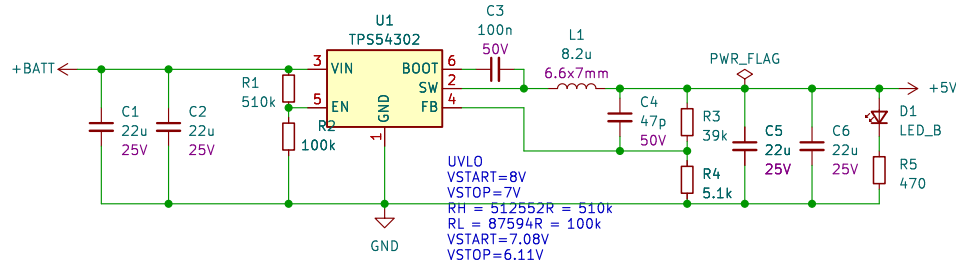 U1
TPS54302
+BATT
3
VIN
BOOT
6
2
SW
5
EN
FB
4
GND
1
C3
100n
50V
L1
8.2u
6.6x7mm
PWR_FLAG
+5V
R1
510k
R2
100k
C1
22u
25V
C2
22u
25V
C4
47p
50V
R3
39k
R4
5.1k
C5
22u
25V
C6
22u
25V
D1
LED_B
R5
470
GND
UVLO
VSTART=8V
VSTOP=7V
RH = 512552R = 510k
RL = 87594R = 100k
VSTART=7.08V
VSTOP=6.11V